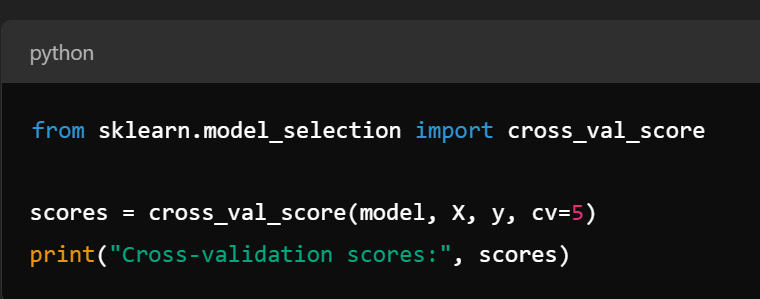 python
from sklearn.model_selection import cross_val_score
scores = cross_val_score(model, X, y, cv=5)
print("Cross-validation scores:", scores)